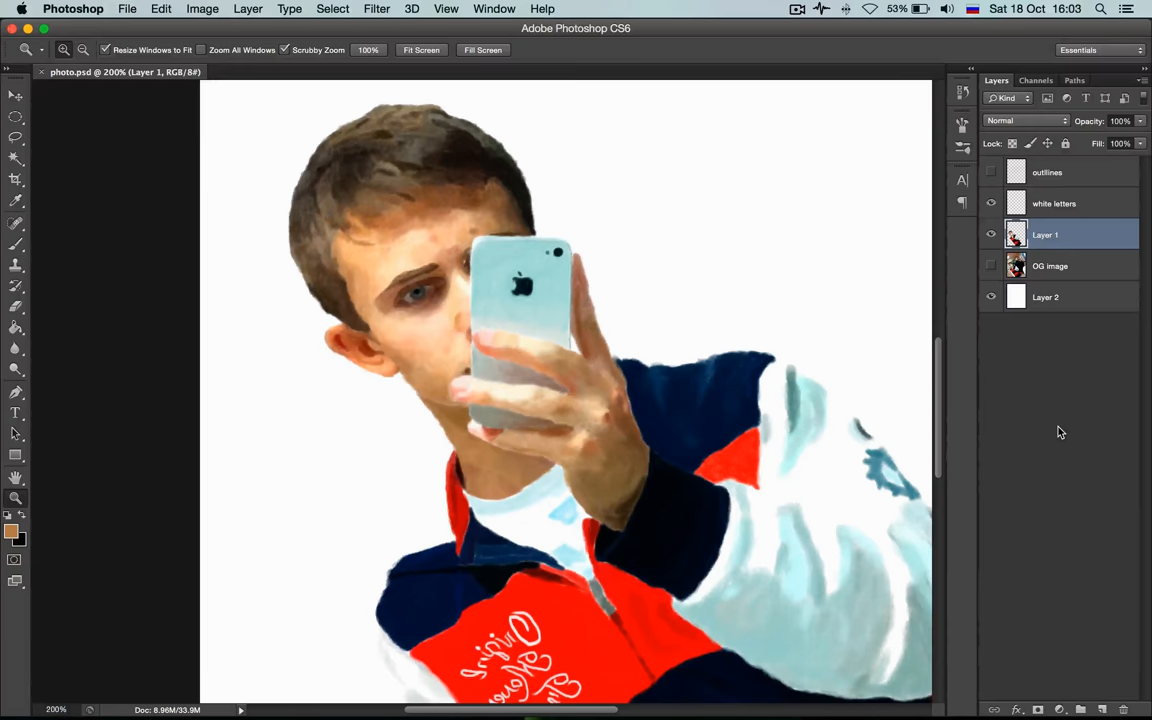 Photoshop File Edit Image Layer Type Select Filter 3D View Window Help 53% Sat 18 Oct 16:03
Adobe Photoshop CS6
Resize Windows to Fit Zoom All Windows Scrubby Zoom 100% Fit Screen Fill Screen Essentials
× photo.psd @ 200% (Layer 1, RGB/8#)
Layers Channels Paths
Kind
Normal Opacity: 100%
Lock: Fill: 100%
outllines
white letters
Layer 1
OG image
Layer 2
Original
200% Doc: 8.96M/33.9M